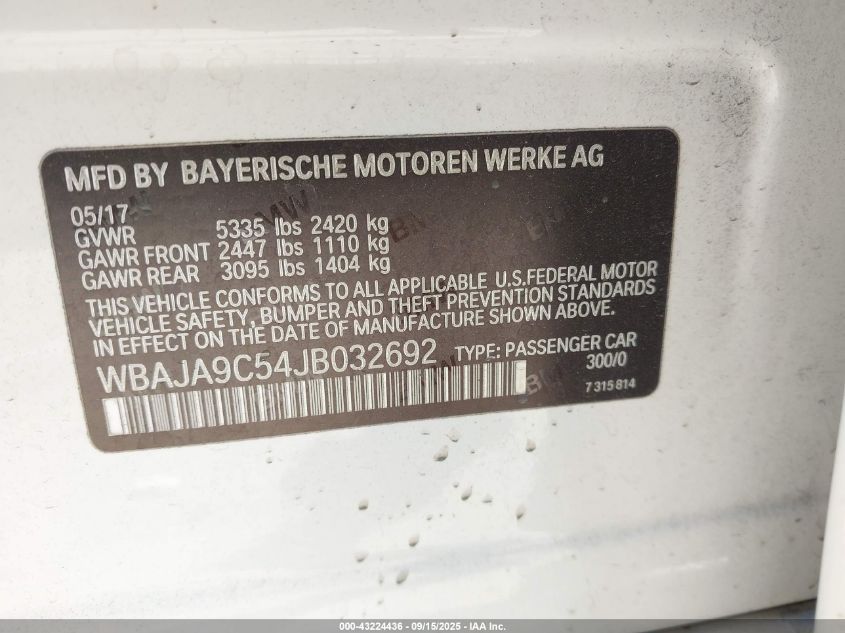 MFD BY BAYERISCHE MOTOREN WERKE AG
05/17
GVWR 5335 lbs 2420 kg
GAWR FRONT 2447 lbs 1110 kg
GAWR REAR 3095 lbs 1404 kg
THIS VEHICLE CONFORMS TO ALL APPLICABLE U.S.FEDERAL MOTOR
VEHICLE SAFETY, BUMPER AND THEFT PREVENTION STANDARDS
IN EFFECT ON THE DATE OF MANUFACTURE SHOWN ABOVE.
WBAJA9C54JB032692 TYPE: PASSENGER CAR
300/0
7 315 814
000-43224436 - 09/15/2025 - IAA Inc.